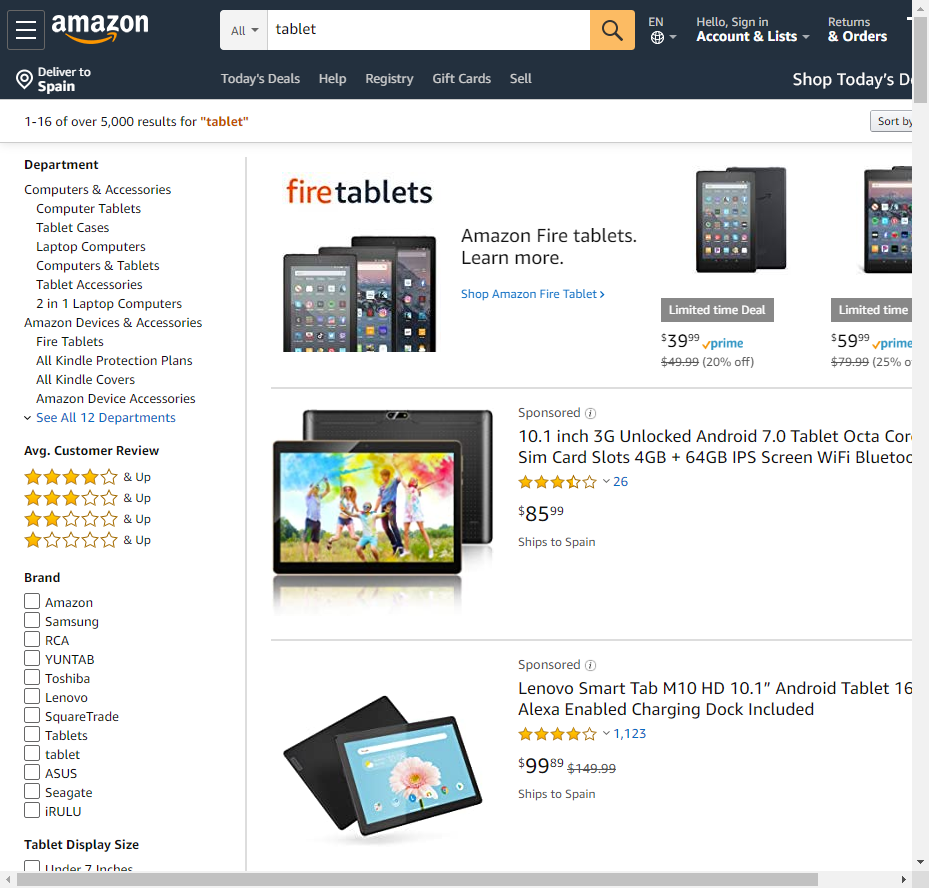 amazon
All
tablet
EN
Hello, Sign in
Account & Lists
Returns
& Orders
Deliver to
Spain
Today's Deals
Help
Registry
Gift Cards
Sell
Shop Today's
1-16 of over 5,000 results for "tablet"
Sort by
Department
Computers & Accessories
Computer Tablets
Tablet Cases
Laptop Computers
Computers & Tablets
Tablet Accessories
2 in 1 Laptop Computers
Amazon Devices & Accessories
Fire Tablets
All Kindle Protection Plans
All Kindle Covers
Amazon Device Accessories
See All 12 Departments
Avg. Customer Review
& Up
& Up
& Up
& Up
Brand
Amazon
Samsung
RCA
YUNTAB
Toshiba
Lenovo
SquareTrade
Tablets
tablet
ASUS
Seagate
iRULU
Tablet Display Size
Under 7 Inches
fire tablets
Amazon Fire tablets.
Learn more.
Shop Amazon Fire Tablet
Limited time Deal
$39.99 prime
$49.99 (20% off)
Limited time
$59.99 prime
$79.99 (25%
Sponsored
10.1 inch 3G Unlocked Android 7.0 Tablet Octa
Sim Card Slots 4GB + 64GB IPS Screen WiFi
26
$85.99
Ships to Spain
Sponsored
Lenovo Smart Tab M10 HD 10.1" Android Tablet 16
Alexa Enabled Charging Dock Included
1,123
$99.89 $149.99
Ships to Spain